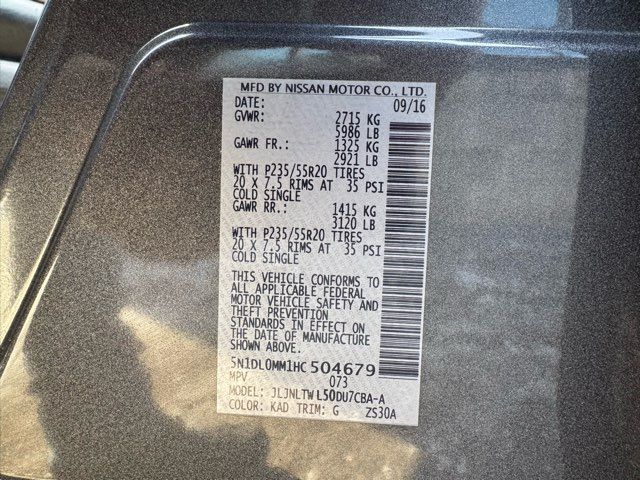 MFD BY NISSAN MOTOR CO., LTD.
DATE: 09/16
GVWR: 2715 KG
5986 LB
GAWR FR.: 1325 KG
2921 LB
WITH P235/55R20 TIRES
20 X 7.5 RIMS AT 35 PSI
COLD SINGLE
GAWR RR.: 1415 KG
3120 LB
WITH P235/55R20 TIRES
20 X 7.5 RIMS AT 35 PSI
COLD SINGLE
THIS VEHICLE CONFORMS TO
ALL APPLICABLE FEDERAL
MOTOR VEHICLE SAFETY AND
THEFT PREVENTION
STANDARDS IN EFFECT ON
THE DATE OF MANUFACTURE
SHOWN ABOVE.
5N1DL0MM1HC504679
MPV 073
MODEL: JLJNLTWL50DU7CBA-A
COLOR: KAD TRIM: G ZS30A